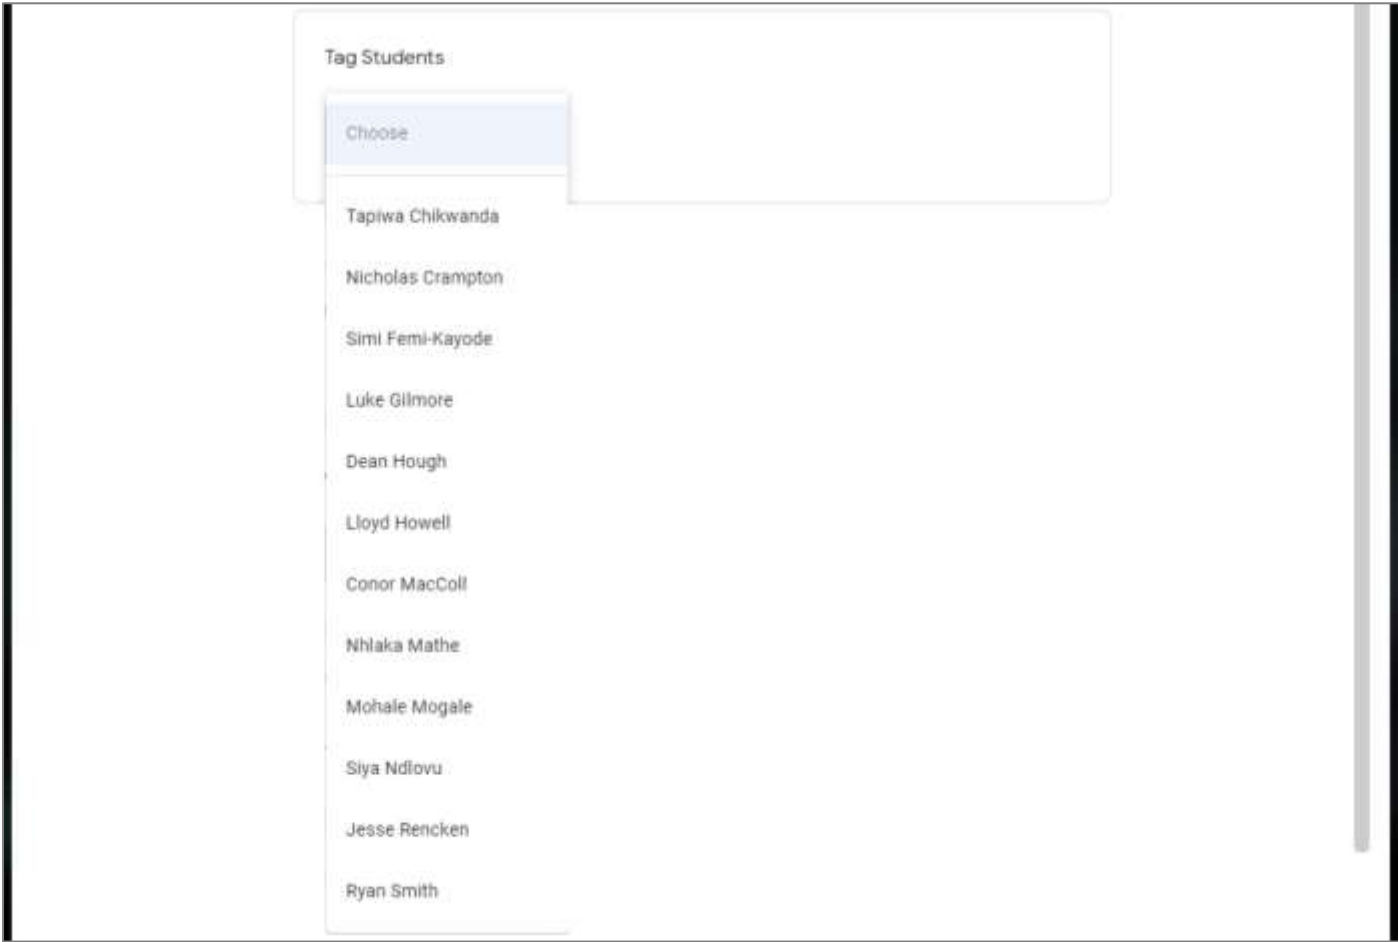 Tag Students
Choose
Tapiwa Chikwanda
Nicholas Crampton
Simi Femi-Kayode
Luke Gilmore
Dean Hough
Lloyd Howell
Conor MacColl
Nhlaka Mathe
Mohale Mogale
Siya Ndlovu
Jesse Rencken
Ryan Smith